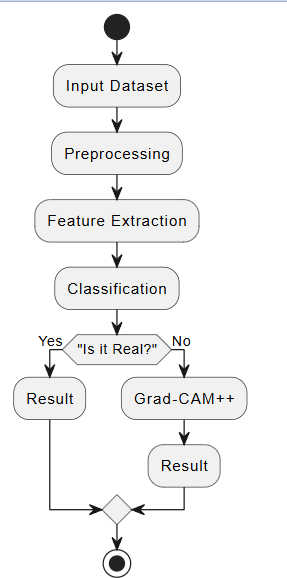 Input Dataset
Preprocessing
Feature Extraction
Classification
Yes
"Is it Real?"
No
Result
Grad-CAM++
Result